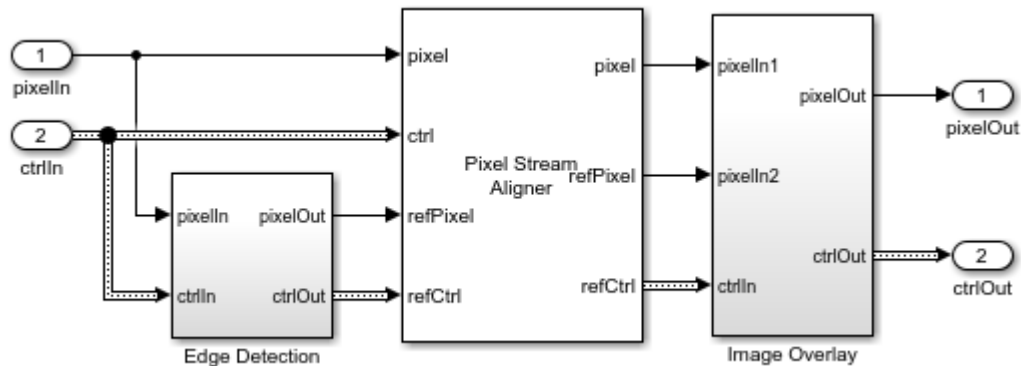 1
pixelIn
2
ctrlIn
pixelIn
pixelOut
ctrlIn
ctrlOut
Edge Detection
pixel
ctrl
refPixel
refCtrl
Pixel Stream
Aligner
pixel
refPixel
refCtrl
pixelIn1
pixelIn2
ctrlIn
pixelOut
ctrlOut
Image Overlay
1
pixelOut
2
ctrlOut